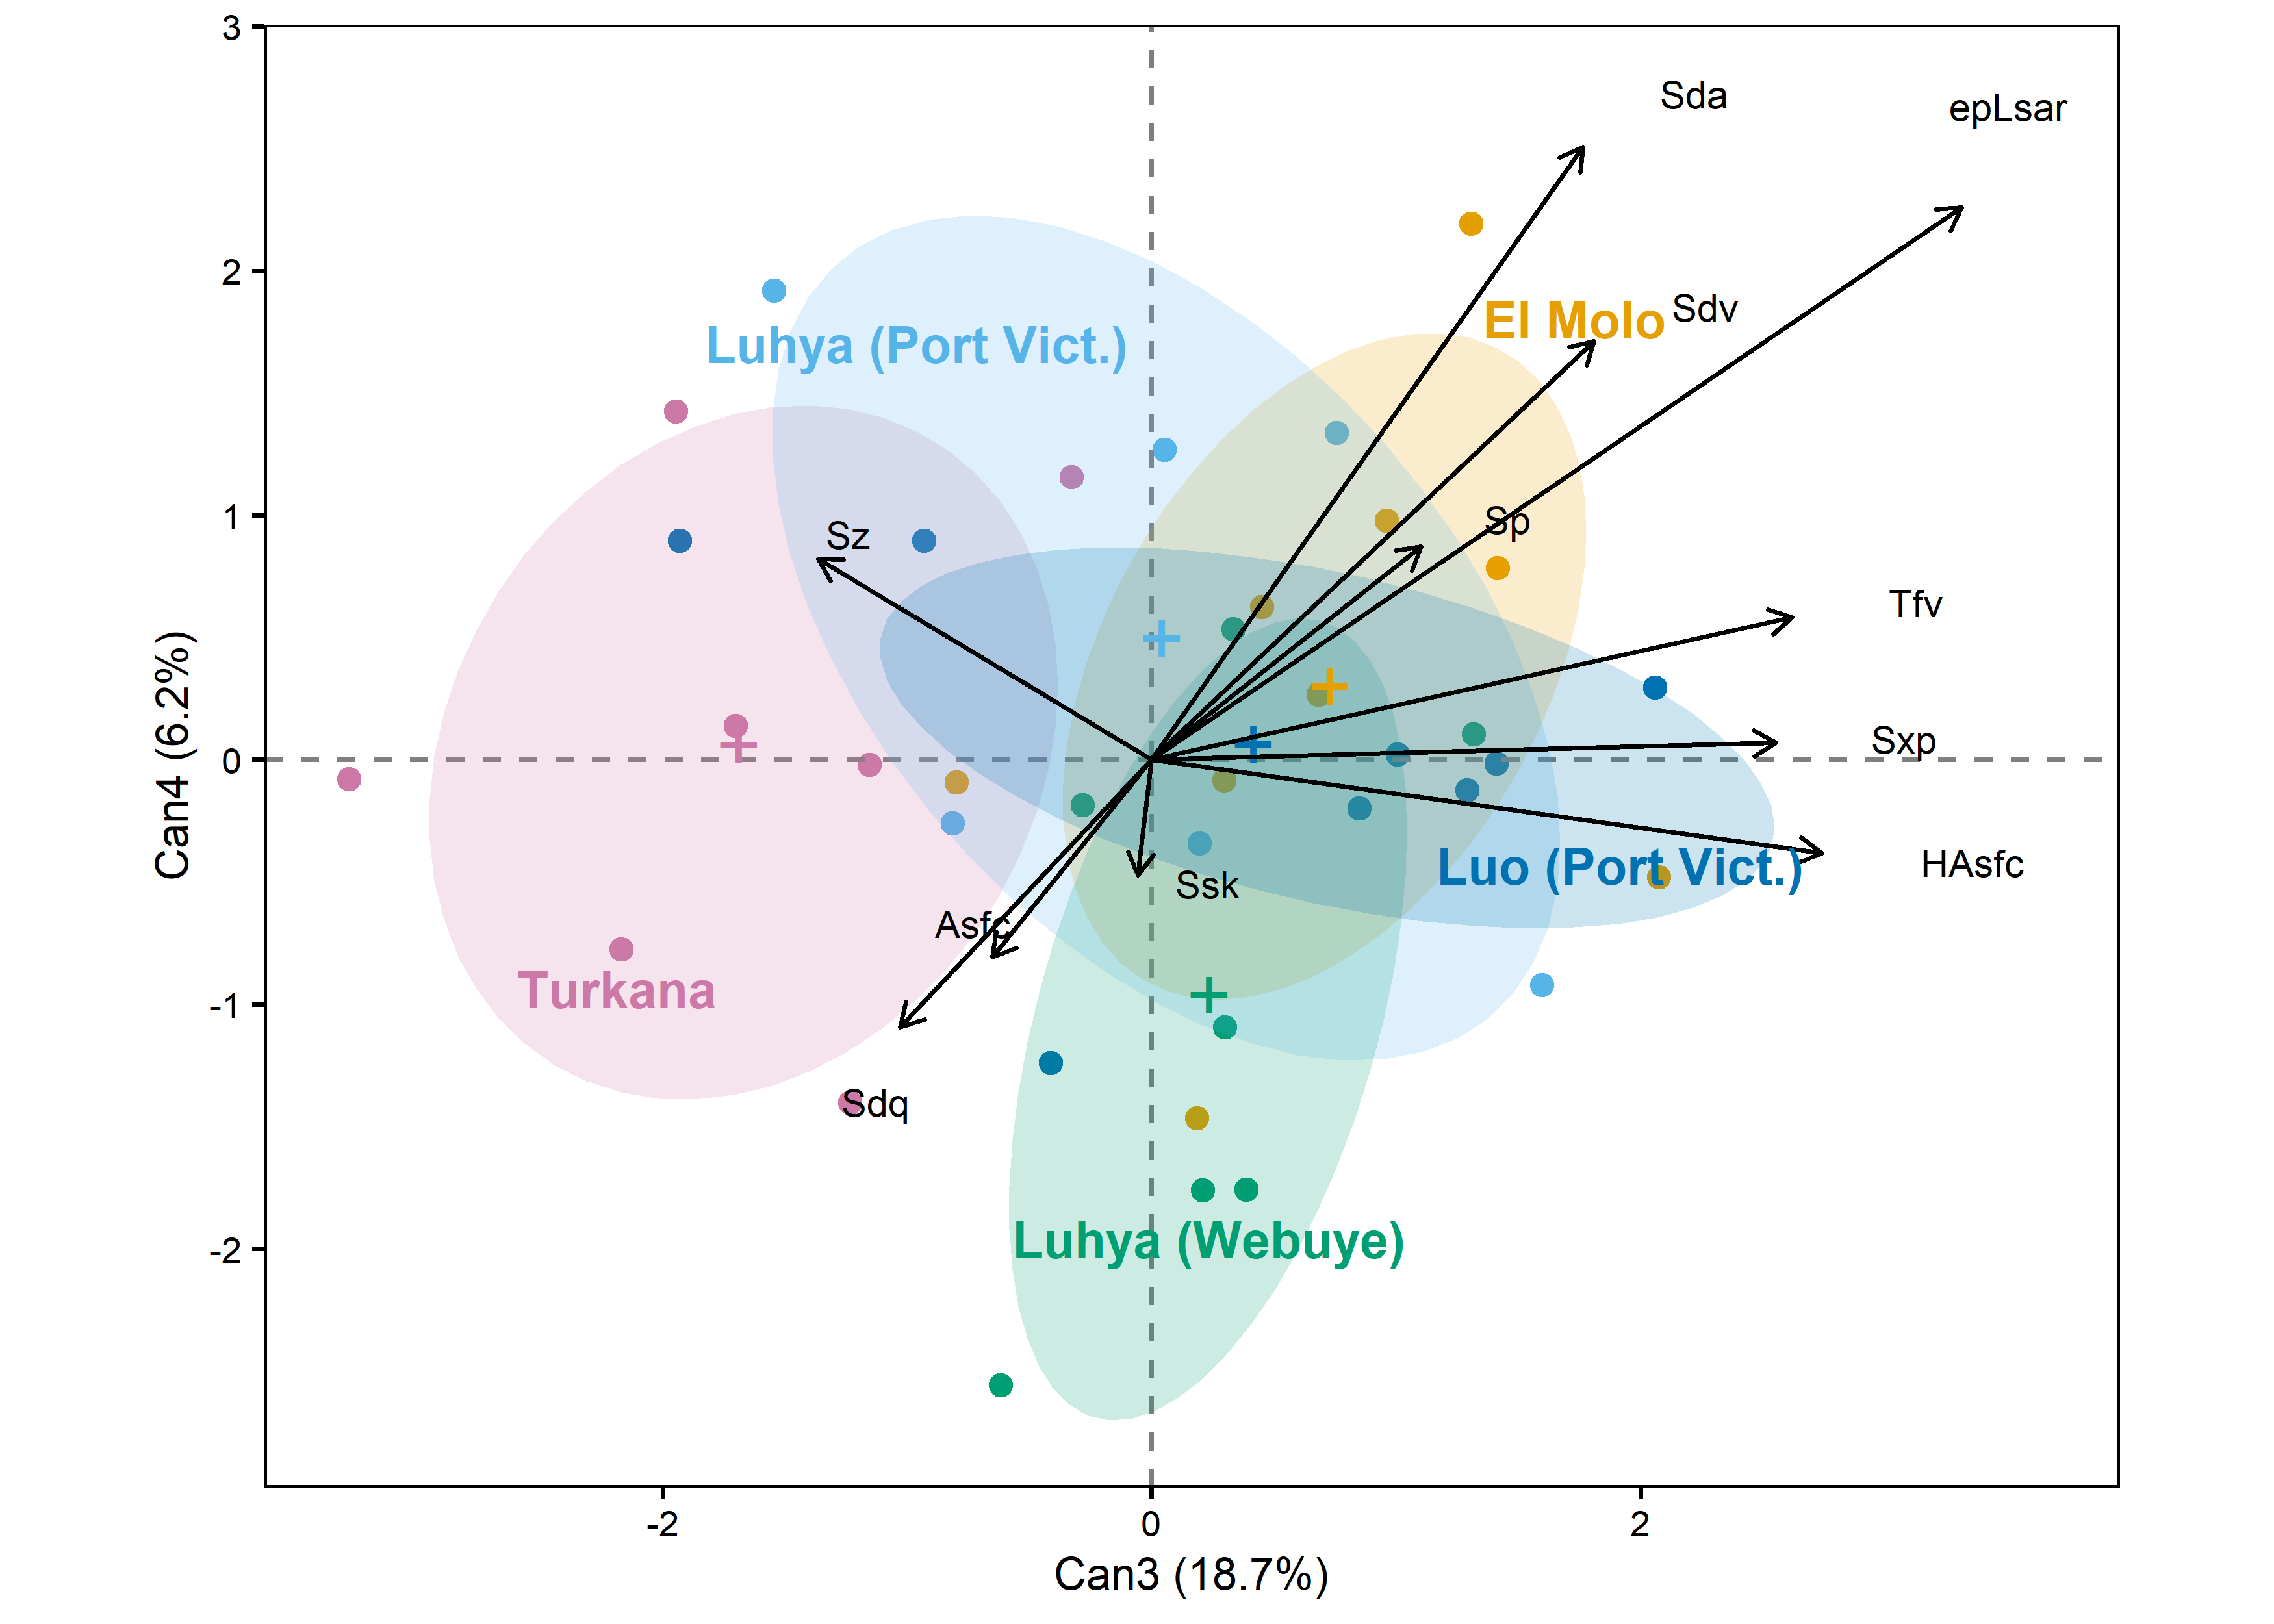 3
Sda
epLsar
2
Sdv
El Molo
Luhya (Port Vict.)
1
Sp
Sz
Tfv
Can4 (6.2%)
0
Sxp
Luo (Port Vict.)
HAsfc
Ssk
Asfc
Turkana
-1
Sdq
Luhya (Webuye)
-2
-2
0
2
Can3 (18.7%)